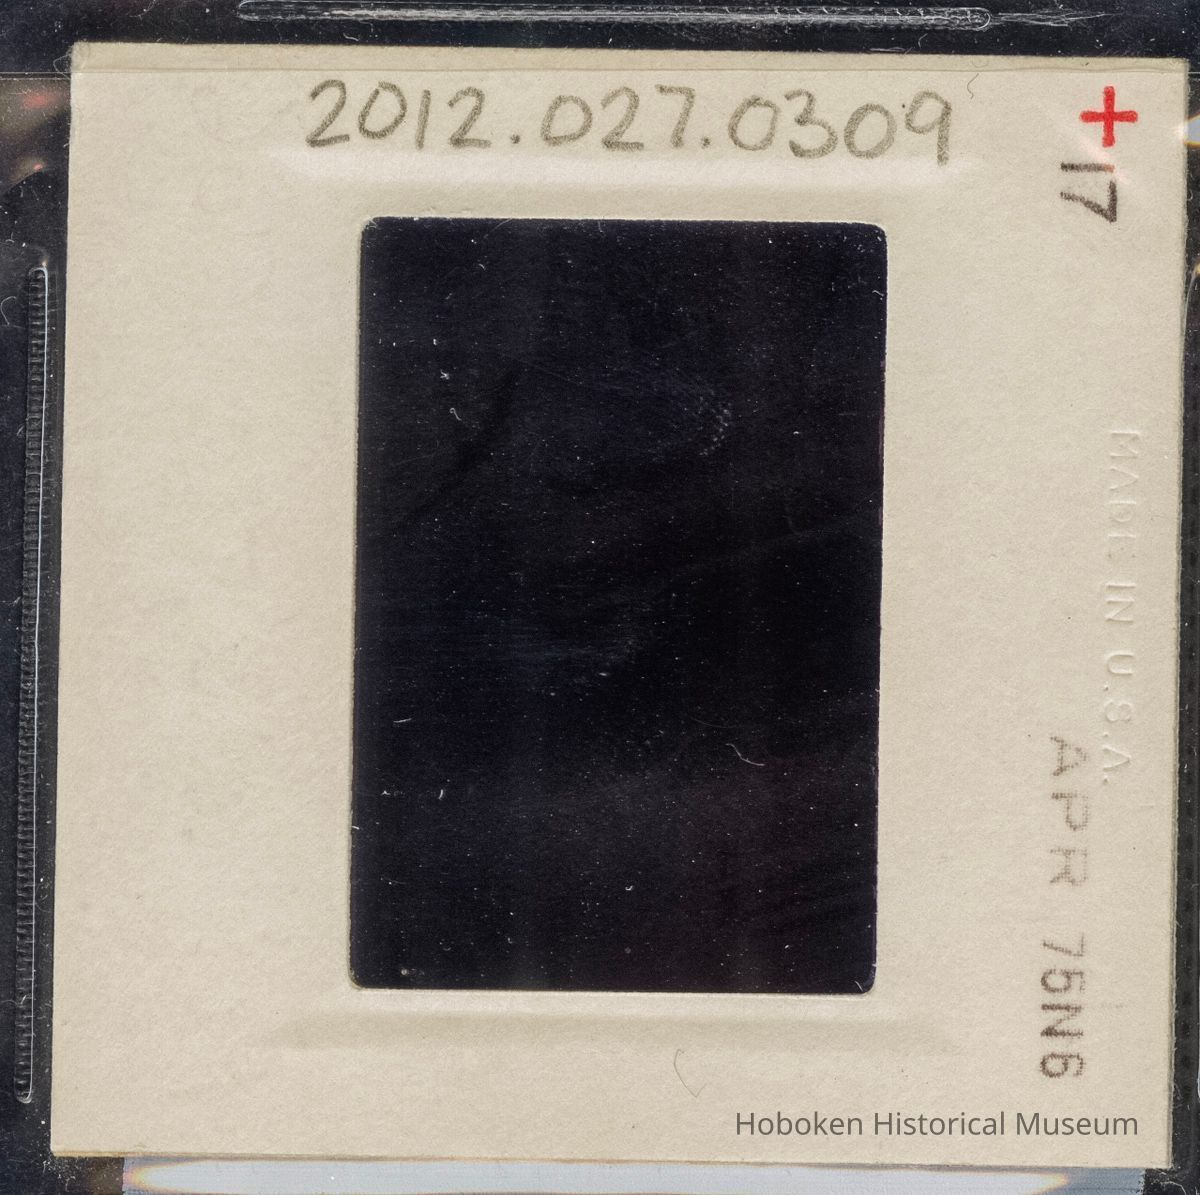 2012.027.0309
+
17
MADE IN U.S.A.
APR 75N6
Hoboken Historical Museum